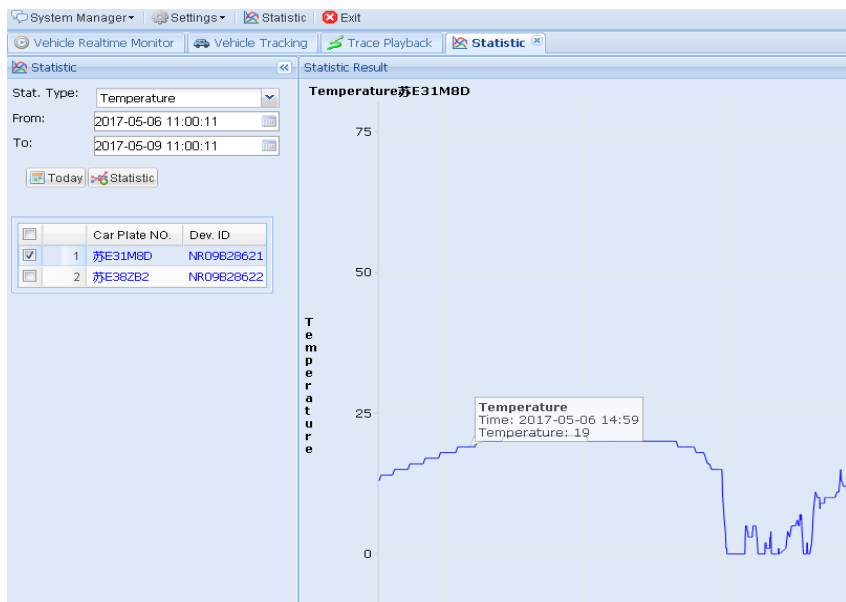 System Manager Settings Statistic Exit
Vehicle Realtime Monitor Vehicle Tracking Trace Playback Statistic
Statistic
Stat. Type: Temperature
From: 2017-05-06 11:00:11
To: 2017-05-09 11:00:11
Today Statistic
Car Plate NO. Dev. ID
1 苏E31M8D NR09B28621
2 苏E38ZB2 NR09B28622
Statistic Result
Temperature苏E31M8D
75
50
25
0
Temperature
Temperature
Time: 2017-05-06 14:59
Temperature: 19